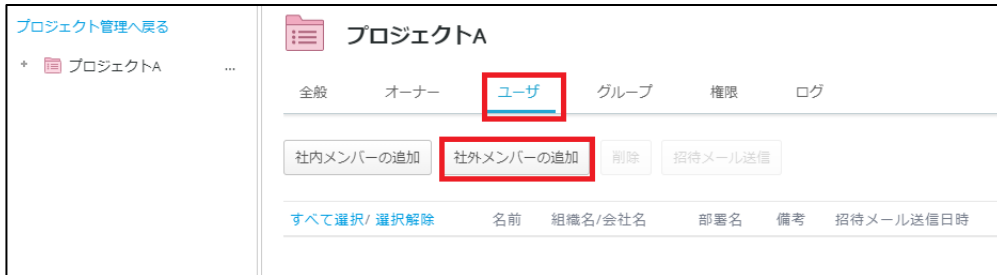 プロジェクト管理へ戻る
プロジェクトA ...
プロジェクトA
全般 オーナー ユーザ グループ 権限 ログ
社内メンバーの追加 社外メンバーの追加 削除 招待メール送信
すべて選択/ 選択解除 名前 組織名/会社名 部署名 備考 招待メール送信日時